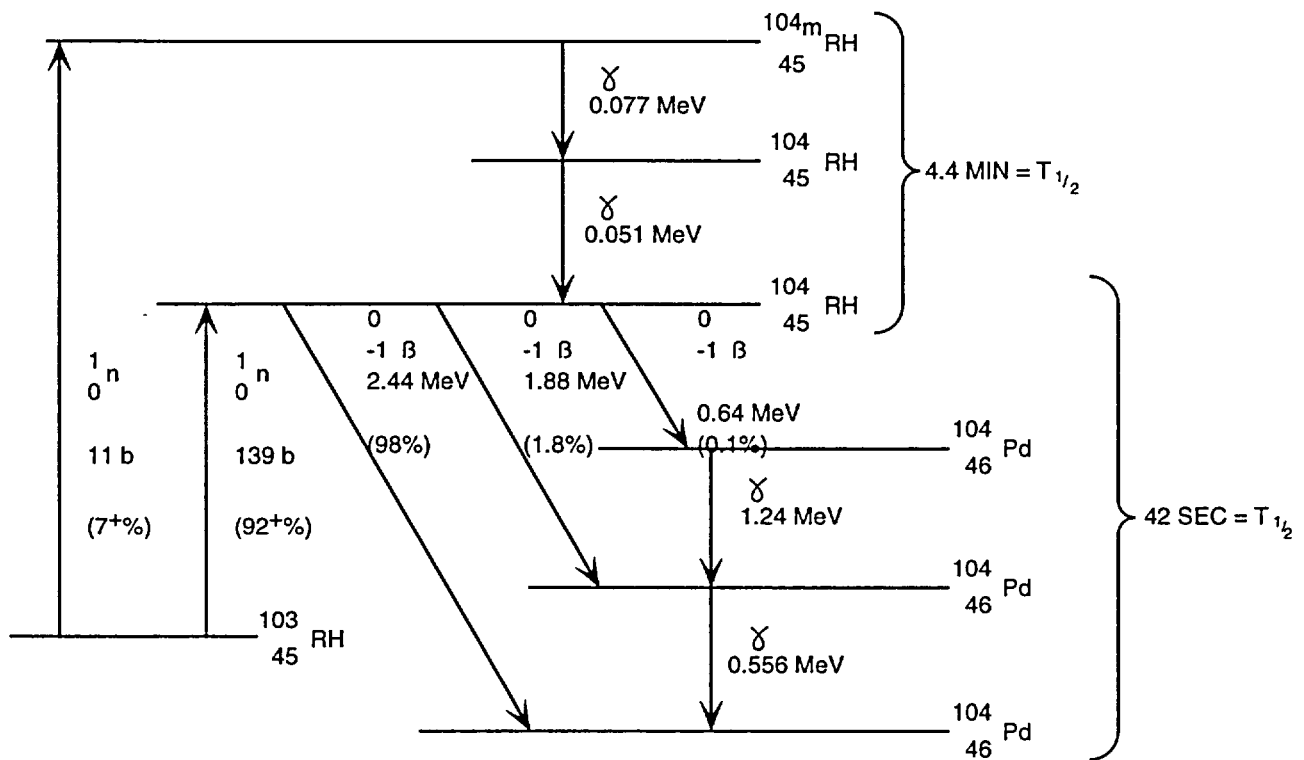 104m
45 RH
γ
0.077 MeV
104
45 RH
4.4 MIN = T 1/2
γ
0.051 MeV
104
45 RH
0
-1 β
2.44 MeV
(98%)
0
-1 β
1.88 MeV
(1.8%)
0
-1 β
0.64 MeV
(0.1%)
1
0 n
11 b
(7+%)
1
0 n
139 b
(92+%)
104
46 Pd
γ
1.24 MeV
42 SEC = T 1/2
104
46 Pd
103
45 RH
γ
0.556 MeV
104
46 Pd